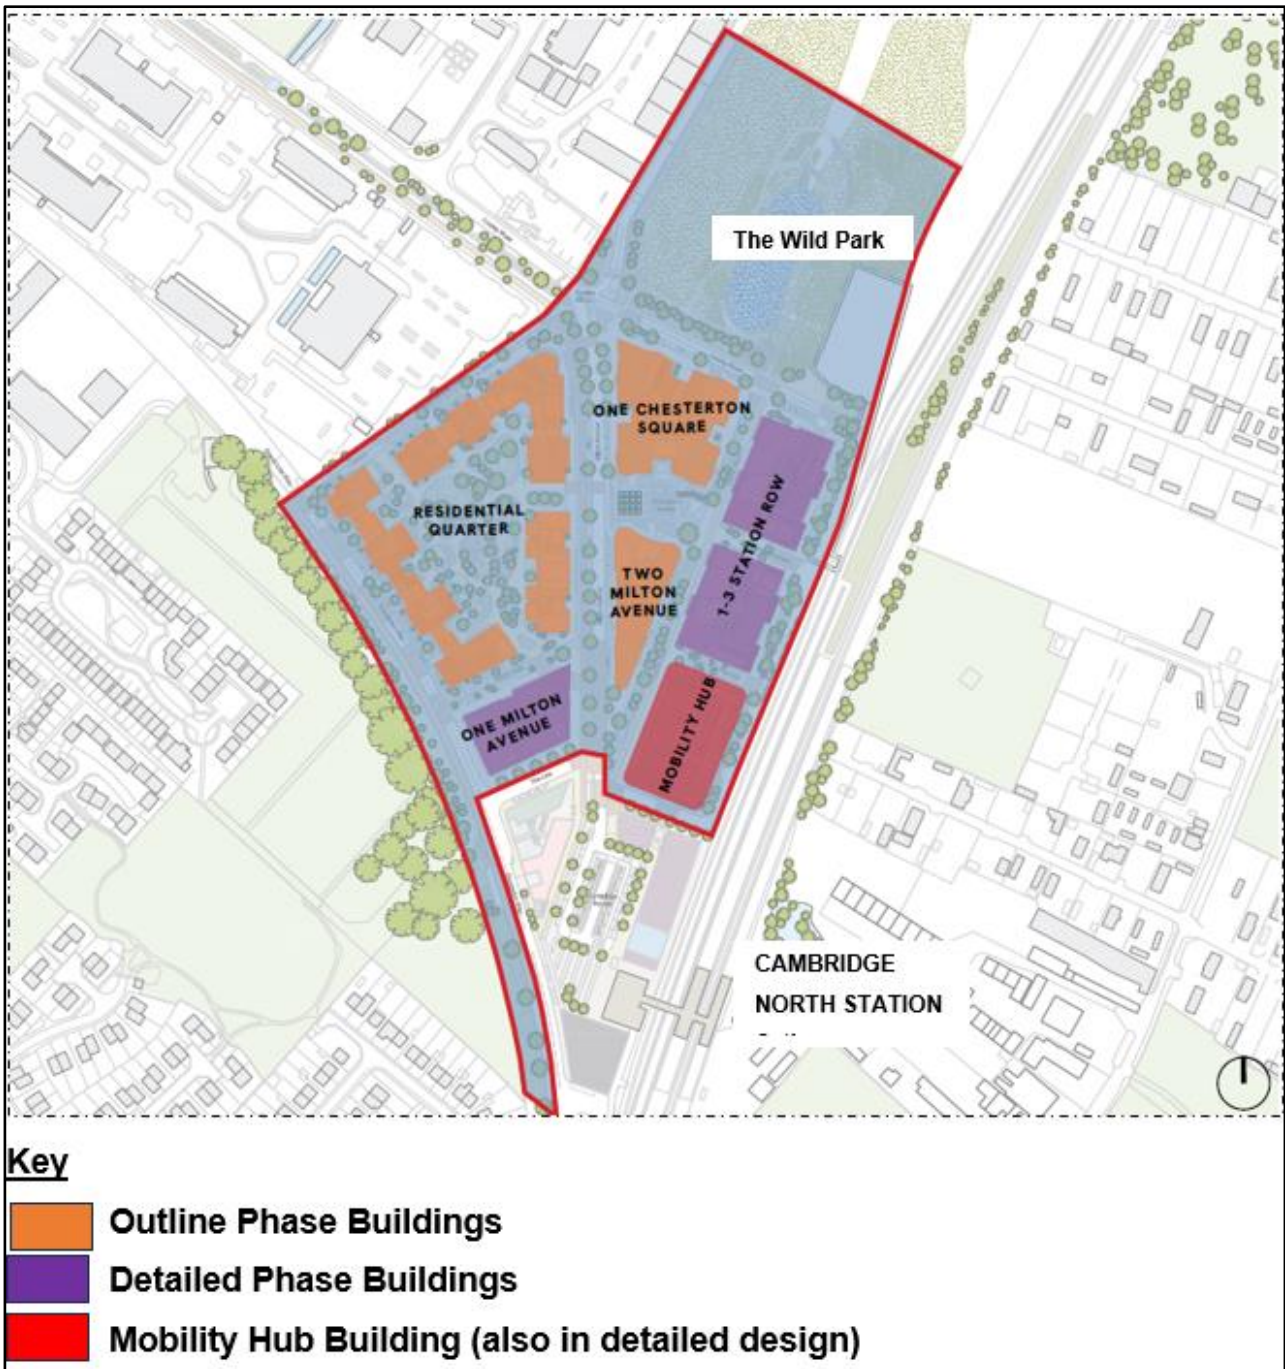 The Wild Park
ONE CHESTERTON
SQUARE
RESIDENTIAL
QUARTER
1-3 STATION ROW
TWO
MILTON
AVENUE
ONE MILTON
AVENUE
MOBILITY HUB
CAMBRIDGE
NORTH STATION
Key
Outline Phase Buildings
Detailed Phase Buildings
Mobility Hub Building (also in detailed design)